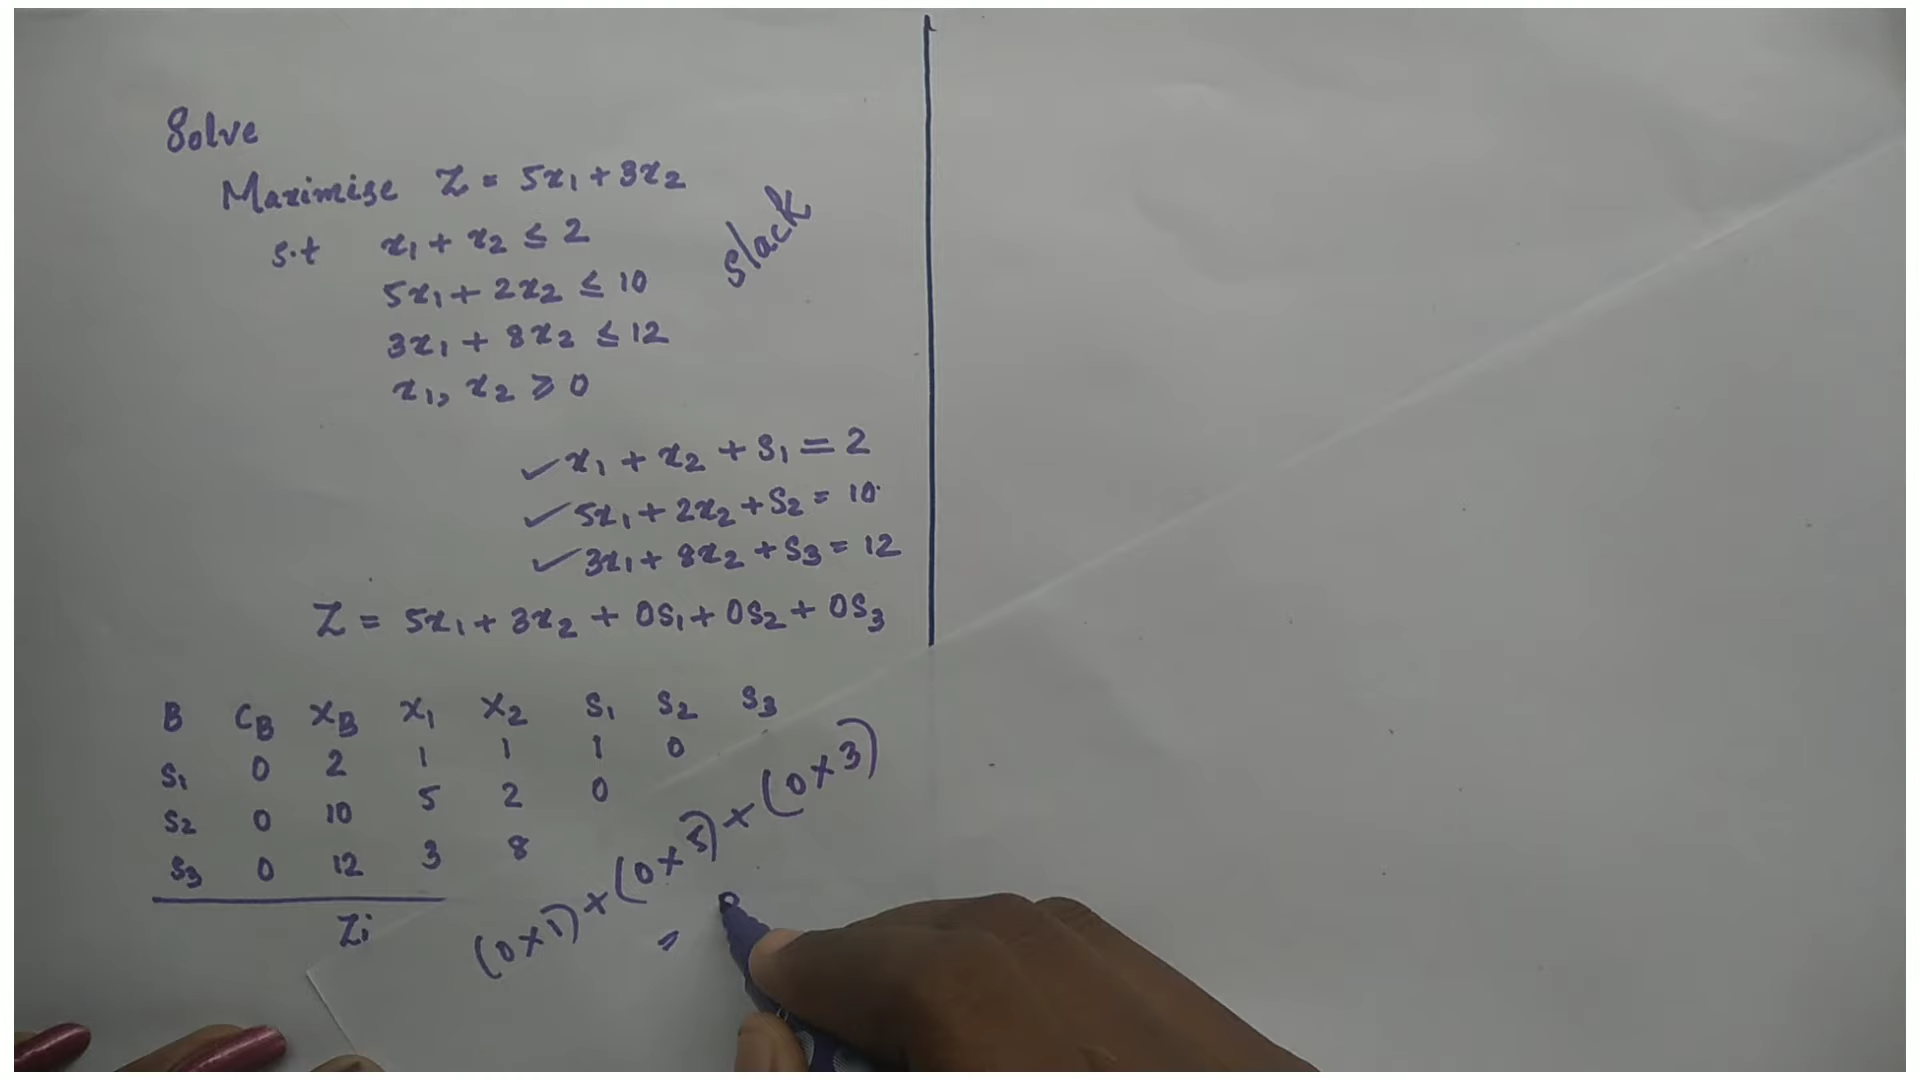 Solve
Maximise Z = 5x₁ + 3x₂
s.t x₁ + x₂ ≤ 2
5x₁ + 2x₂ ≤ 10
3x₁ + 8x₂ ≤ 12
x₁, x₂ ≥ 0
slack
✓ x₁ + x₂ + S₁ = 2
✓ 5x₁ + 2x₂ + S₂ = 10
✓ 3x₁ + 8x₂ + S₃ = 12
Z = 5x₁ + 3x₂ + 0S₁ + 0S₂ + 0S₃
B C_B X_B X₁ X₂ S₁ S₂ S₃
S₁ 0 2 1 1 1 0
S₂ 0 10 5 2 0
S₃ 0 12 3 8
Zi
(0×1) × (0×5) × (0×3)
=